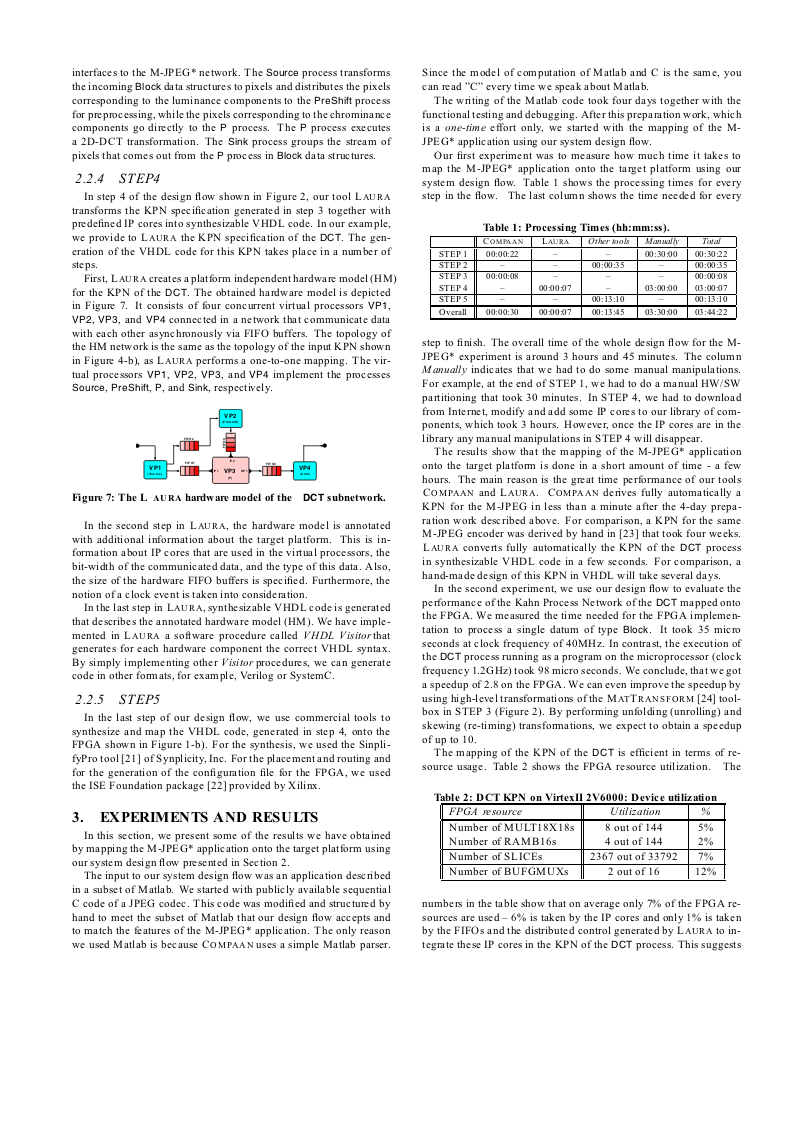 interfaces to the M-JPEG* network. The Source process transforms
the incoming Block data structures to pixels and distributes the pixels
corresponding to the luminance components to the PreShift process
for preprocessing, while the pixels corresponding to the chrominance
components go directly to the P process. The P process executes
a 2D-DCT transformation. The Sink process groups the stream of
pixels that comes out from the P process in Block data structures.
2.2.4 STEP4
In step 4 of the design flow shown in Figure 2, our tool LAURA
transforms the KPN specification generated in step 3 together with
predefined IP cores into synthesizable VHDL code. In our example,
we provide to LAURA the KPN specification of the DCT. The gen-
eration of the VHDL code for this KPN takes place in a number of
steps.
First, LAURA creates a platform independent hardware model (HM)
for the KPN of the DCT. The obtained hardware model is depicted
in Figure 7. It consists of four concurrent virtual processors VP1,
VP2, VP3, and VP4 connected in a network that communicate data
with each other asynchronously via FIFO buffers. The topology of
the HM network is the same as the topology of the input KPN shown
in Figure 4-b), as LAURA performs a one-to-one mapping. The vir-
tual processors VP1, VP2, VP3, and VP4 implement the processes
Source, PreShift, P, and Sink, respectively.
VP2
VP1
VP3
VP4
Figure 7: The LAURA hardware model of the DCT subnetwork.
In the second step in LAURA, the hardware model is annotated
with additional information about the target platform. This is in-
formation about IP cores that are used in the virtual processors, the
bit-width of the communicated data, and the type of this data. Also,
the size of the hardware FIFO buffers is specified. Furthermore, the
notion of a clock event is taken into consideration.
In the last step in LAURA, synthesizable VHDL code is generated
that describes the annotated hardware model (HM). We have imple-
mented in LAURA a software procedure called VHDL Visitor that
generates for each hardware component the correct VHDL syntax.
By simply implementing other Visitor procedures, we can generate
code in other formats, for example, Verilog or SystemC.
2.2.5 STEP5
In the last step of our design flow, we use commercial tools to
synthesize and map the VHDL code, generated in step 4, onto the
FPGA shown in Figure 1-b). For the synthesis, we used the Sinpli-
fyPro tool [21] of Synplicity, Inc. For the placement and routing and
for the generation of the configuration file for the FPGA, we used
the ISE Foundation package [22] provided by Xilinx.
3. EXPERIMENTS AND RESULTS
In this section, we present some of the results we have obtained
by mapping the M-JPEG* application onto the target platform using
our system design flow presented in Section 2.
The input to our system design flow was an application described
in a subset of Matlab. We started with publicly available sequential
C code of a JPEG codec. This code was modified and structured by
hand to meet the subset of Matlab that our design flow accepts and
to match the features of the M-JPEG* application. The only reason
we used Matlab is because COMPAAN uses a simple Matlab parser.
Since the model of computation of Matlab and C is the same, you
can read ”C” every time we speak about Matlab.
The writing of the Matlab code took four days together with the
functional testing and debugging. After this preparation work, which
is a one-time effort only, we started with the mapping of the M-
JPEG* application using our system design flow.
Our first experiment was to measure how much time it takes to
map the M-JPEG* application onto the target platform using our
system design flow. Table 1 shows the processing times for every
step in the flow. The last column shows the time needed for every
Table 1: Processing Times (hh:mm:ss).
COMPAAN LAURA Other tools Manually Total
STEP 1 00:00:22 – – 00:30:00 00:30:22
STEP 2 – – 00:00:35 – 00:00:35
STEP 3 00:00:08 – – – 00:00:08
STEP 4 – 00:00:07 – 03:00:00 03:00:07
STEP 5 – – 00:13:10 – 00:13:10
Overall 00:00:30 00:00:07 00:13:45 03:30:00 03:44:22
step to finish. The overall time of the whole design flow for the M-
JPEG* experiment is around 3 hours and 45 minutes. The column
Manually indicates that we had to do some manual manipulations.
For example, at the end of STEP 1, we had to do a manual HW/SW
partitioning that took 30 minutes. In STEP 4, we had to download
from Internet, modify and add some IP cores to our library of com-
ponents, which took 3 hours. However, once the IP cores are in the
library any manual manipulations in STEP 4 will disappear.
The results show that the mapping of the M-JPEG* application
onto the target platform is done in a short amount of time - a few
hours. The main reason is the great time performance of our tools
COMPAAN and LAURA. COMPAAN derives fully automatically a
KPN for the M-JPEG in less than a minute after the 4-day prepa-
ration work described above. For comparison, a KPN for the same
M-JPEG encoder was derived by hand in [23] that took four weeks.
LAURA converts fully automatically the KPN of the DCT process
in synthesizable VHDL code in a few seconds. For comparison, a
hand-made design of this KPN in VHDL will take several days.
In the second experiment, we use our design flow to evaluate the
performance of the Kahn Process Network of the DCT mapped onto
the FPGA. We measured the time needed for the FPGA implemen-
tation to process a single datum of type Block. It took 35 micro
seconds at clock frequency of 40MHz. In contrast, the execution of
the DCT process running as a program on the microprocessor (clock
frequency 1.2GHz) took 98 micro seconds. We conclude, that we got
a speedup of 2.8 on the FPGA. We can even improve the speedup by
using high-level transformations of the MATTRANSFORM [24] tool-
box in STEP 3 (Figure 2). By performing unfolding (unrolling) and
skewing (re-timing) transformations, we expect to obtain a speedup
of up to 10.
The mapping of the KPN of the DCT is efficient in terms of re-
source usage. Table 2 shows the FPGA resource utilization. The
Table 2: DCT KPN on VirtexII 2V6000: Device utilization
FPGA resource Utilization %
Number of MULT18X18s 8 out of 144 5%
Number of RAMB16s 4 out of 144 2%
Number of SLICEs 2367 out of 33792 7%
Number of BUFGMUXs 2 out of 16 12%
numbers in the table show that on average only 7% of the FPGA re-
sources are used – 6% is taken by the IP cores and only 1% is taken
by the FIFOs and the distributed control generated by LAURA to in-
tegrate these IP cores in the KPN of the DCT process. This suggests